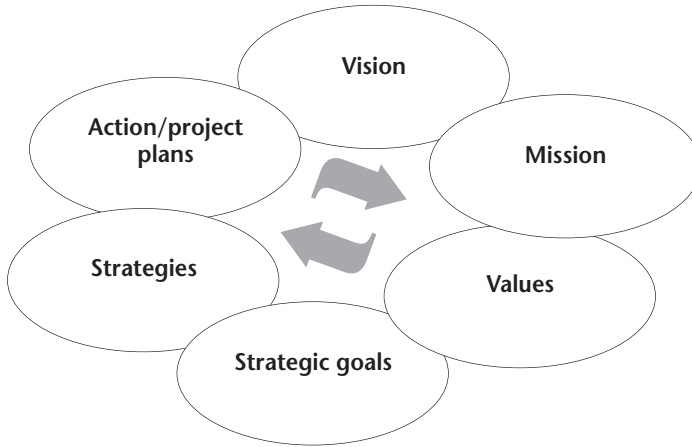 Vision
Mission
Values
Strategic goals
Strategies
Action/project
plans